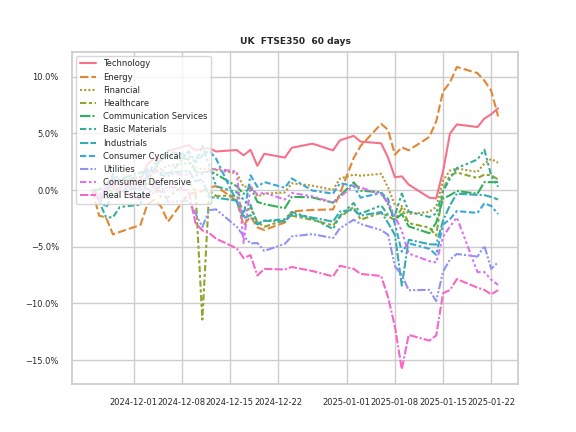 UK FTSE350 60 days
10.0%
5.0%
0.0%
−5.0%
−10.0%
−15.0%
Technology
Energy
Financial
Healthcare
Communication Services
Basic Materials
Industrials
Consumer Cyclical
Utilities
Consumer Defensive
Real Estate
2024-12-01 2024-12-08 2024-12-15 2024-12-22 2025-01-01 2025-01-08 2025-01-15 2025-01-22